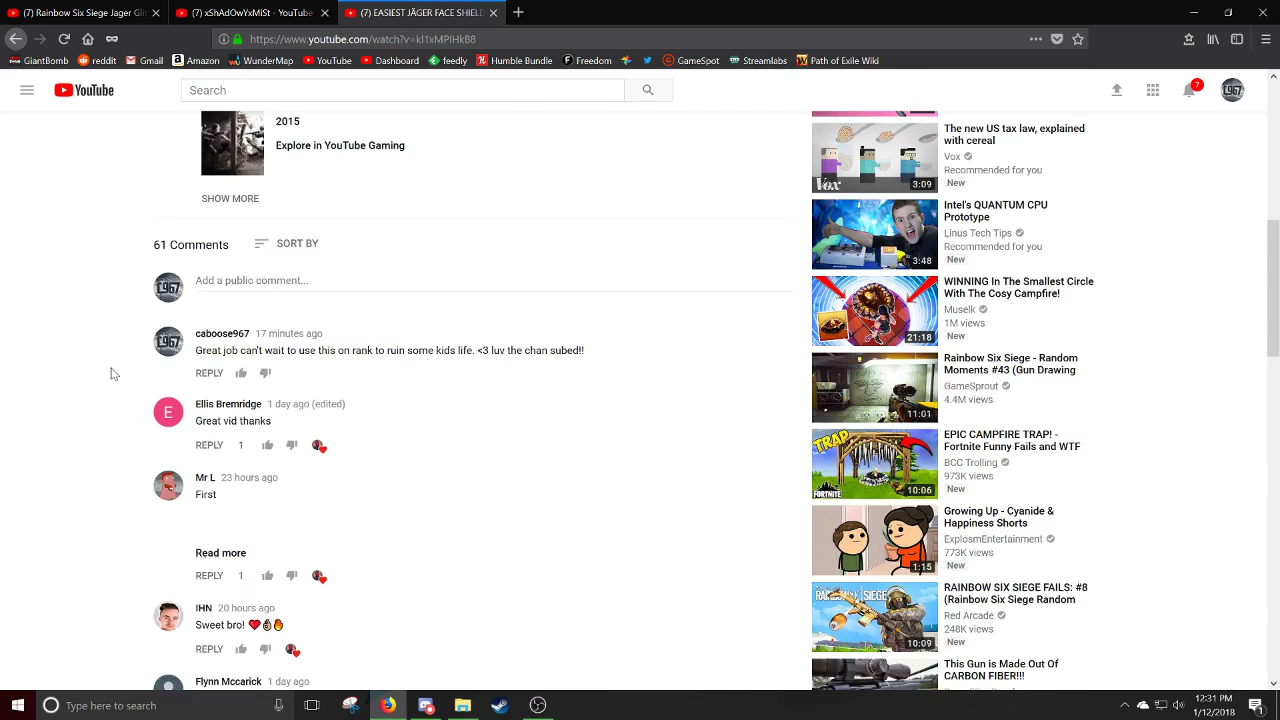 (7) Rainbow Six Siege Jager Glit
(7) xShAdOwYxMiSt - YouTube
(7) EASIEST JÄGER FACE SHIELD
https://www.youtube.com/watch?v=kI1xMPlHkB8
GiantBomb
reddit
Gmail
Amazon
WunderMap
YouTube
Dashboard
feedly
Humble Bundle
Freedom
GameSpot
Streamlabs
Path of Exile Wiki
YouTube
Search
7
2015
Explore in YouTube Gaming
SHOW MORE
61 Comments
SORT BY
Add a public comment...
caboose967 17 minutes ago
Great job can't wait to use this on rank to ruin some kids life. <3 luv the chan subed!!
REPLY
E
Ellis Bremridge 1 day ago (edited)
Great vid thanks
REPLY 1
Mr L 23 hours ago
First
Read more
REPLY 1
IHN 20 hours ago
Sweet bro! ❤️👌🔥
REPLY
Flynn Mccarick 1 day ago
The new US tax law, explained
with cereal
Vox
Recommended for you
New
Vox
3:09
Intel's QUANTUM CPU
Prototype
Linus Tech Tips
Recommended for you
New
3:48
WINNING In The Smallest Circle
With The Cosy Campfire!
Muselk
1M views
New
21:18
Rainbow Six Siege - Random
Moments #43 (Gun Drawing
GameSprout
4.4M views
11:01
EPIC CAMPFIRE TRAP! -
Fortnite Funny Fails and WTF
BCC Trolling
973K views
New
TRAP
FORTNITE
10:06
Growing Up - Cyanide &
Happiness Shorts
ExplosmEntertainment
773K views
New
1:15
RAINBOW SIX SIEGE FAILS: #8
(Rainbow Six Siege Random
Red Arcade
248K views
New
10:09
This Gun is Made Out Of
CARBON FIBER!!!
Type here to search
12:31 PM
1/12/2018
1